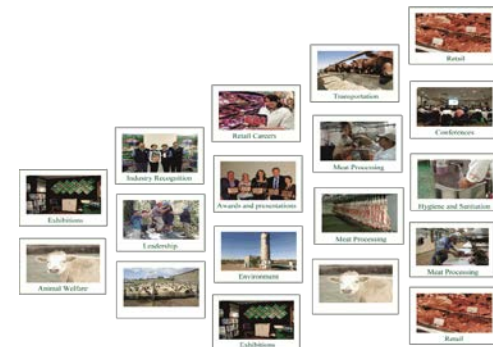 Exhibitions
Animal Welfare
Industry Recognition
Leadership
Retail Careers
Awards and presentations
Environment
Exhibitions
Transportation
Meat Processing
Meat Processing
Retail
Conferences
Hygiene and Sanitation
Meat Processing
Retail